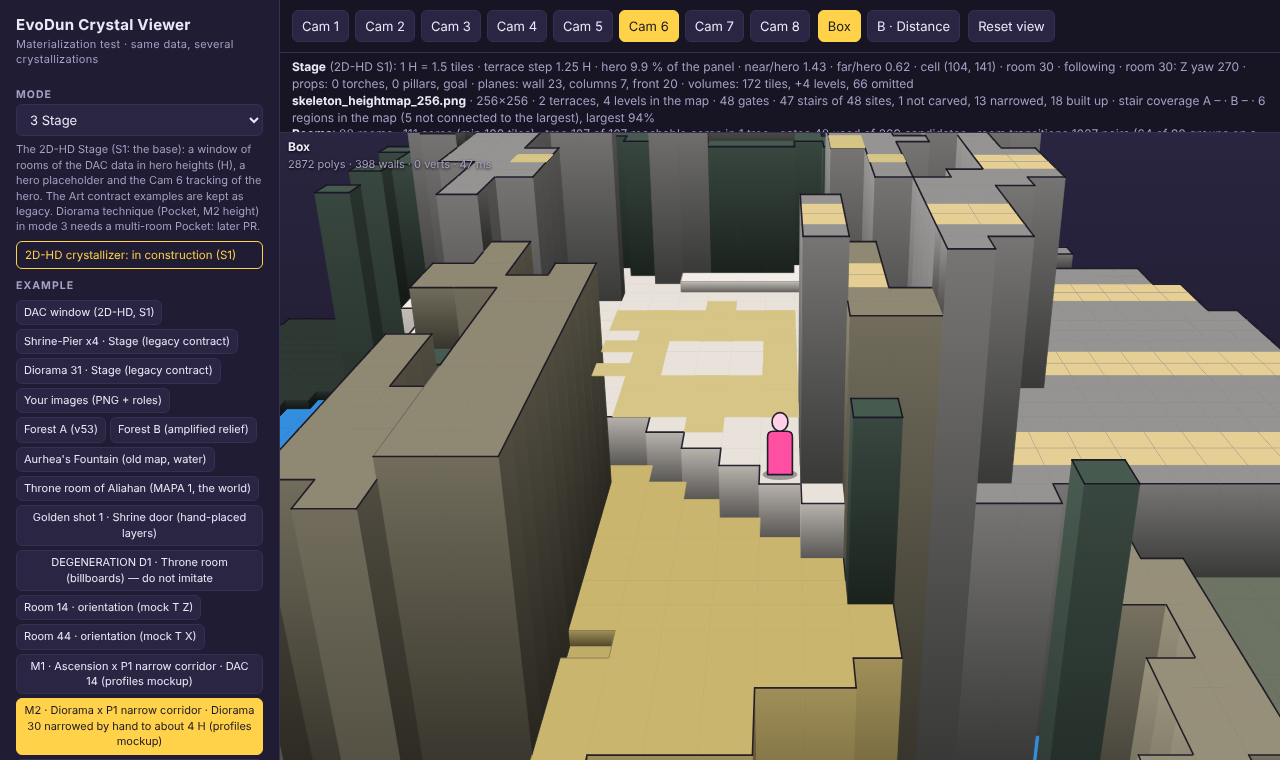 EvoDun Crystal Viewer
Materialization test · same data, several
crystallizations
MODE
3 Stage
The 2D-HD Stage (S1: the base): a window of
rooms of the DAC data in hero heights (H), a
hero placeholder and the Cam 6 tracking of the
hero. The Art contract examples are kept as
legacy. Diorama technique (Pocket, M2 height)
in mode 3 needs a multi-room Pocket: later PR.
2D-HD crystallizer: in construction (S1)
EXAMPLE
DAC window (2D-HD, S1)
Shrine-Pier x4 · Stage (legacy contract)
Diorama 31 · Stage (legacy contract)
Your images (PNG + roles)
Forest A (v53)
Forest B (amplified relief)
Aurhea's Fountain (old map, water)
Throne room of Aliahan (MAPA 1, the world)
Golden shot 1 · Shrine door (hand-placed
layers)
DEGENERATION D1 · Throne room
(billboards) — do not imitate
Room 14 · orientation (mock T Z)
Room 44 · orientation (mock T X)
M1 · Ascension x P1 narrow corridor · DAC
14 (profiles mockup)
M2 · Diorama x P1 narrow corridor · Diorama
30 narrowed by hand to about 4 H (profiles
mockup)
Cam 1
Cam 2
Cam 3
Cam 4
Cam 5
Cam 6
Cam 7
Cam 8
Box
B · Distance
Reset view
Stage (2D-HD S1): 1 H = 1.5 tiles · terrace step 1.25 H · hero 9.9 % of the panel · near/hero 1.43 · far/hero 0.62 · cell (104, 141) · room 30 · following · room 30: Z yaw 270 ·
props: 0 torches, 0 pillars, goal · planes: wall 23, columns 7, front 20 · volumes: 172 tiles, +4 levels, 66 omitted
skeleton_heightmap_256.png · 256×256 · 2 terraces, 4 levels in the map · 48 gates · 47 stairs of 48 sites, 1 not carved, 13 narrowed, 18 built up · stair coverage A – · B – · 6
regions in the map (5 not connected to the largest), largest 94%
Box
2872 polys · 398 walls · 0 verts · 47 ms